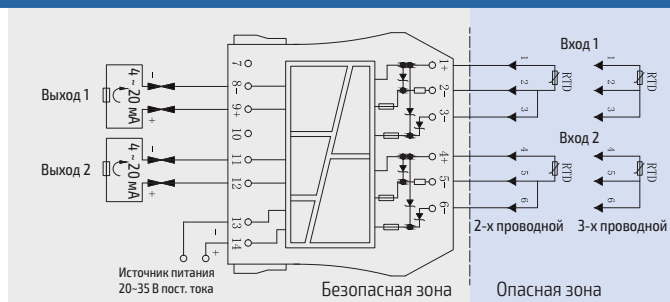 Выход 1
4~20 мА
-
+
Выход 2
4~20 мА
-
+
7
8-
9+
10
11
12
13
14
-
+
Источник питания
20~35 В пост. тока
1+
2-
3-
4+
5-
6-
Безопасная зона
Вход 1
1
2
3
RTD
1
2
3
RTD
Вход 2
4
5
6
RTD
4
5
6
RTD
2-х проводной
3-х проводной
Опасная зона